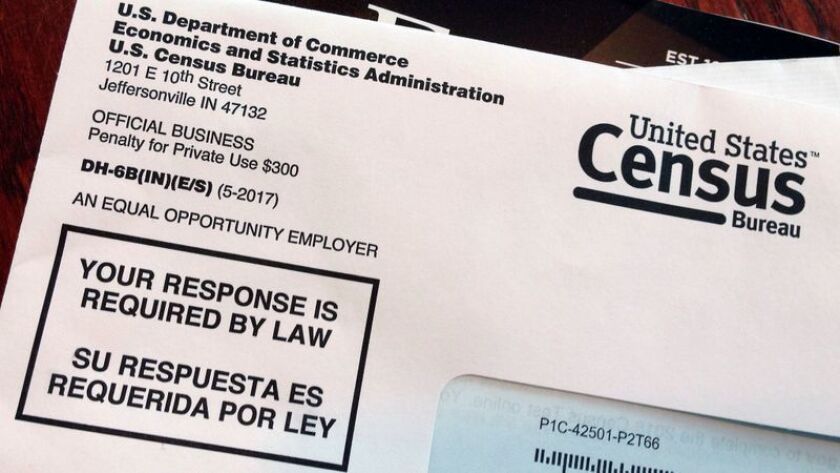 U.S. Department of Commerce
Economics and Statistics Administration
U.S. Census Bureau
1201 E 10th Street
Jeffersonville IN 47132
OFFICIAL BUSINESS
Penalty for Private Use $300
DH-6B(IN)(E/S) (5-2017)
AN EQUAL OPPORTUNITY EMPLOYER
YOUR RESPONSE IS
REQUIRED BY LAW
SU RESPUESTA ES
REQUERIDA POR LEY
EST
United States™
Census
Bureau
P1C-42501-P2T66